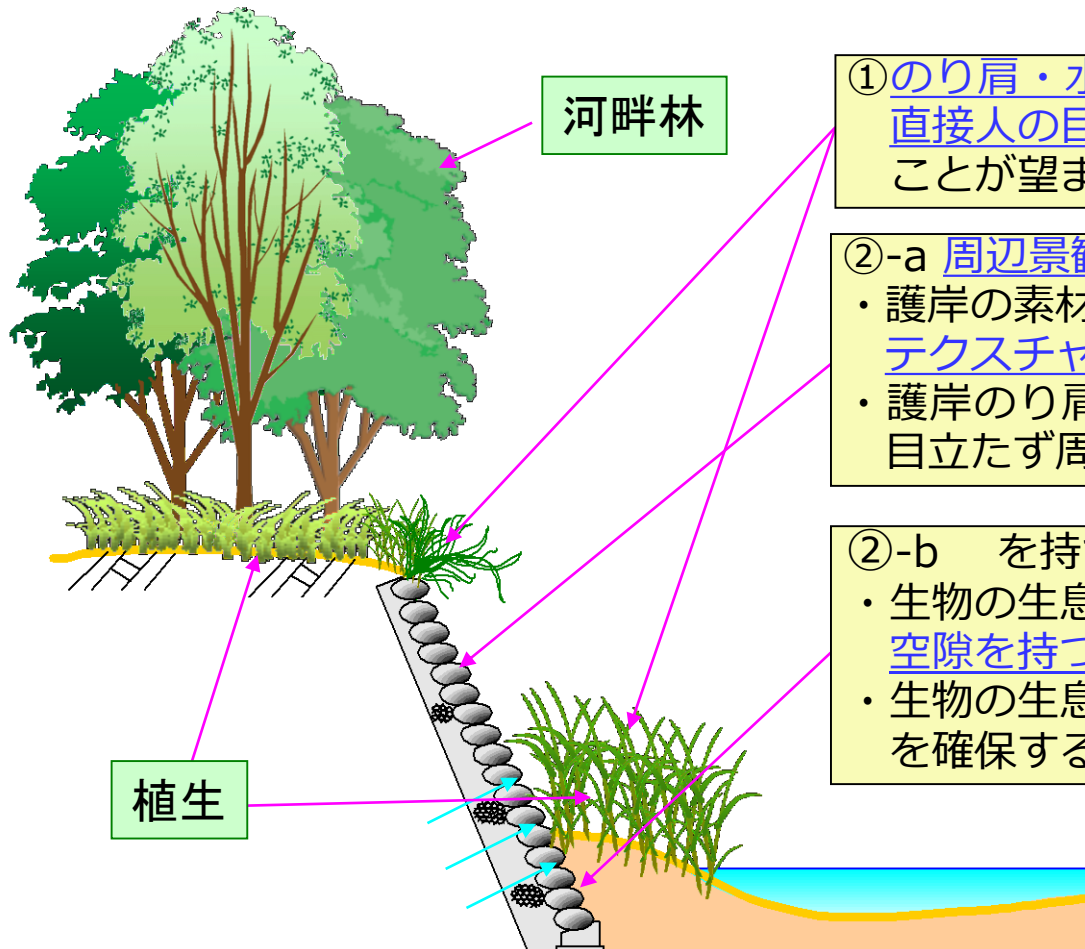 河畔林
植生
①のり肩・水
直接人の目
ことが望ま
②-a 周辺景観
・護岸の素材
テクスチャ
・護岸のり肩
目立たず周
②-b を持
・生物の生息
空隙を持つ
・生物の生息
を確保する